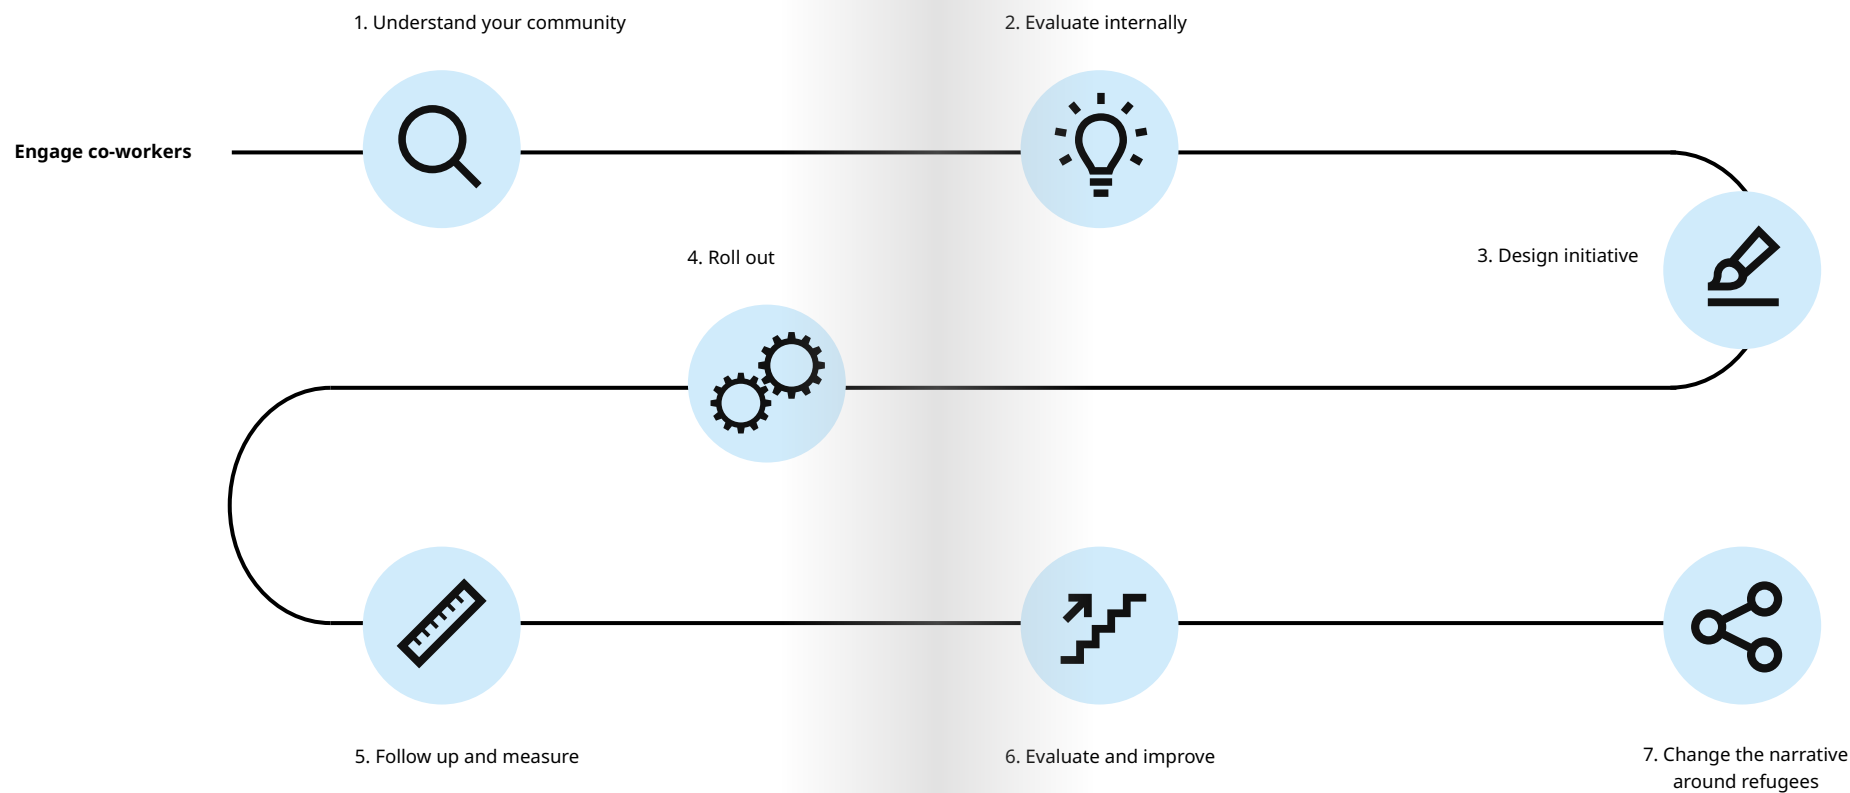 1. Understand your community
2. Evaluate internally
Engage co-workers
3. Design initiative
4. Roll out
5. Follow up and measure
6. Evaluate and improve
7. Change the narrative
around refugees